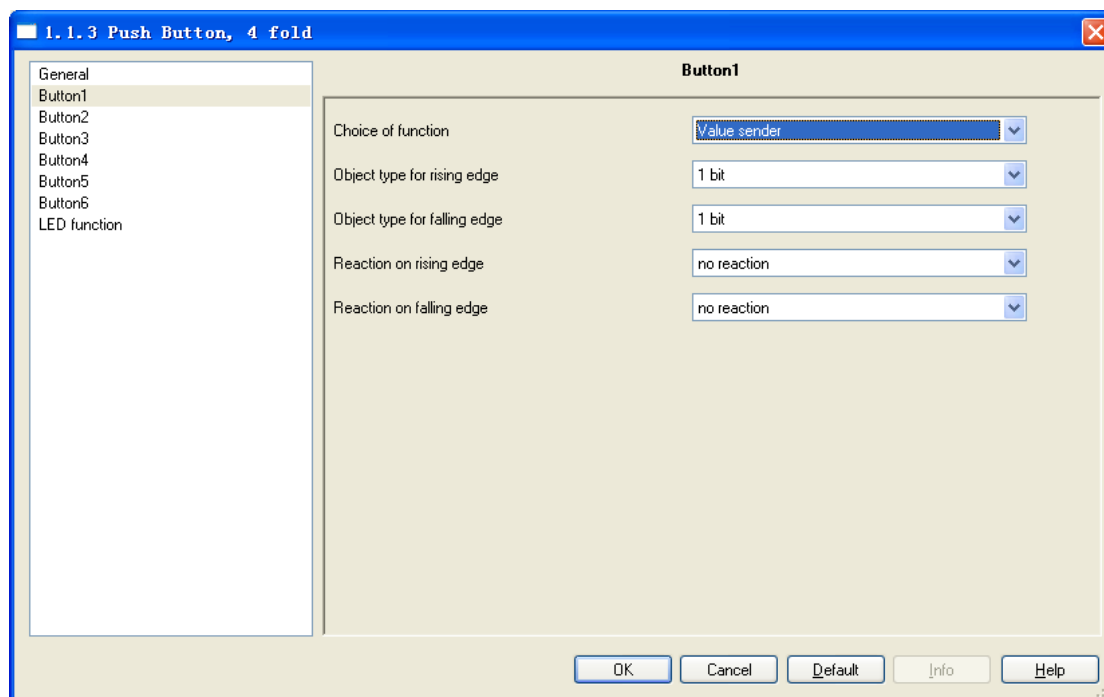 1.1.3 Push Button, 4 fold
General
Button1
Button2
Button3
Button4
Button5
Button6
LED function
Button1
Choice of function Value sender
Object type for rising edge 1 bit
Object type for falling edge 1 bit
Reaction on rising edge no reaction
Reaction on falling edge no reaction
OK Cancel Default Info Help